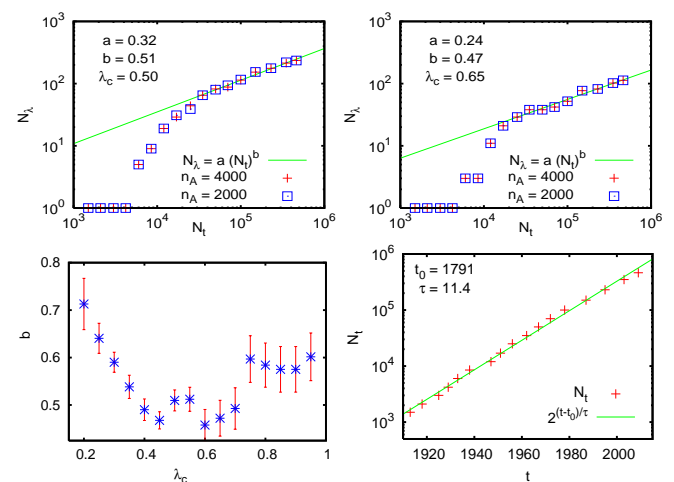 a = 0.32
b = 0.51
λc = 0.50
Nλ = a (Nt)^b
nA = 4000
nA = 2000
10^0
10^1
10^2
10^3
10^3
10^4
10^5
10^6
Nλ
Nt
a = 0.24
b = 0.47
λc = 0.65
Nλ = a (Nt)^b
nA = 4000
nA = 2000
10^0
10^1
10^2
10^3
10^3
10^4
10^5
10^6
Nλ
Nt
0.5
0.6
0.7
0.8
0.2
0.4
0.6
0.8
1
b
λc
t0 = 1791
τ = 11.4
Nt
2^(t-t0)/τ
10^3
10^4
10^5
10^6
1920
1940
1960
1980
2000
Nt
t